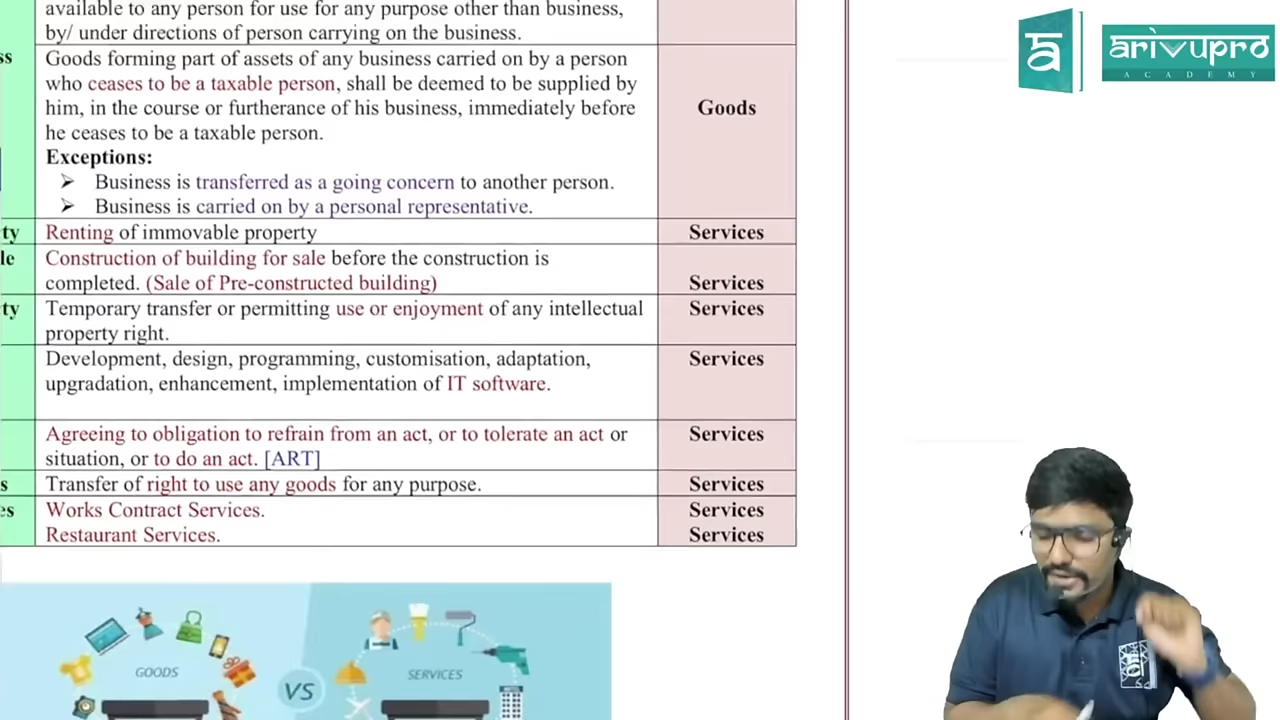 available to any person for use for any purpose other than business,
by/ under directions of person carrying on the business.
ss
Goods forming part of assets of any business carried on by a person
who ceases to be a taxable person, shall be deemed to be supplied by
him, in the course or furtherance of his business, immediately before
he ceases to be a taxable person.
Goods
Exceptions:
➢ Business is transferred as a going concern to another person.
➢ Business is carried on by a personal representative.
ty Renting of immovable property Services
le Construction of building for sale before the construction is
completed. (Sale of Pre-constructed building) Services
ty Temporary transfer or permitting use or enjoyment of any intellectual Services
property right.
Development, design, programming, customisation, adaptation, Services
upgradation, enhancement, implementation of IT software.
Agreeing to obligation to refrain from an act, or to tolerate an act or Services
situation, or to do an act. [ART]
s Transfer of right to use any goods for any purpose. Services
es Works Contract Services. Services
Restaurant Services. Services
GOODS
VS
SERVICES
arivupro
ACADEMY